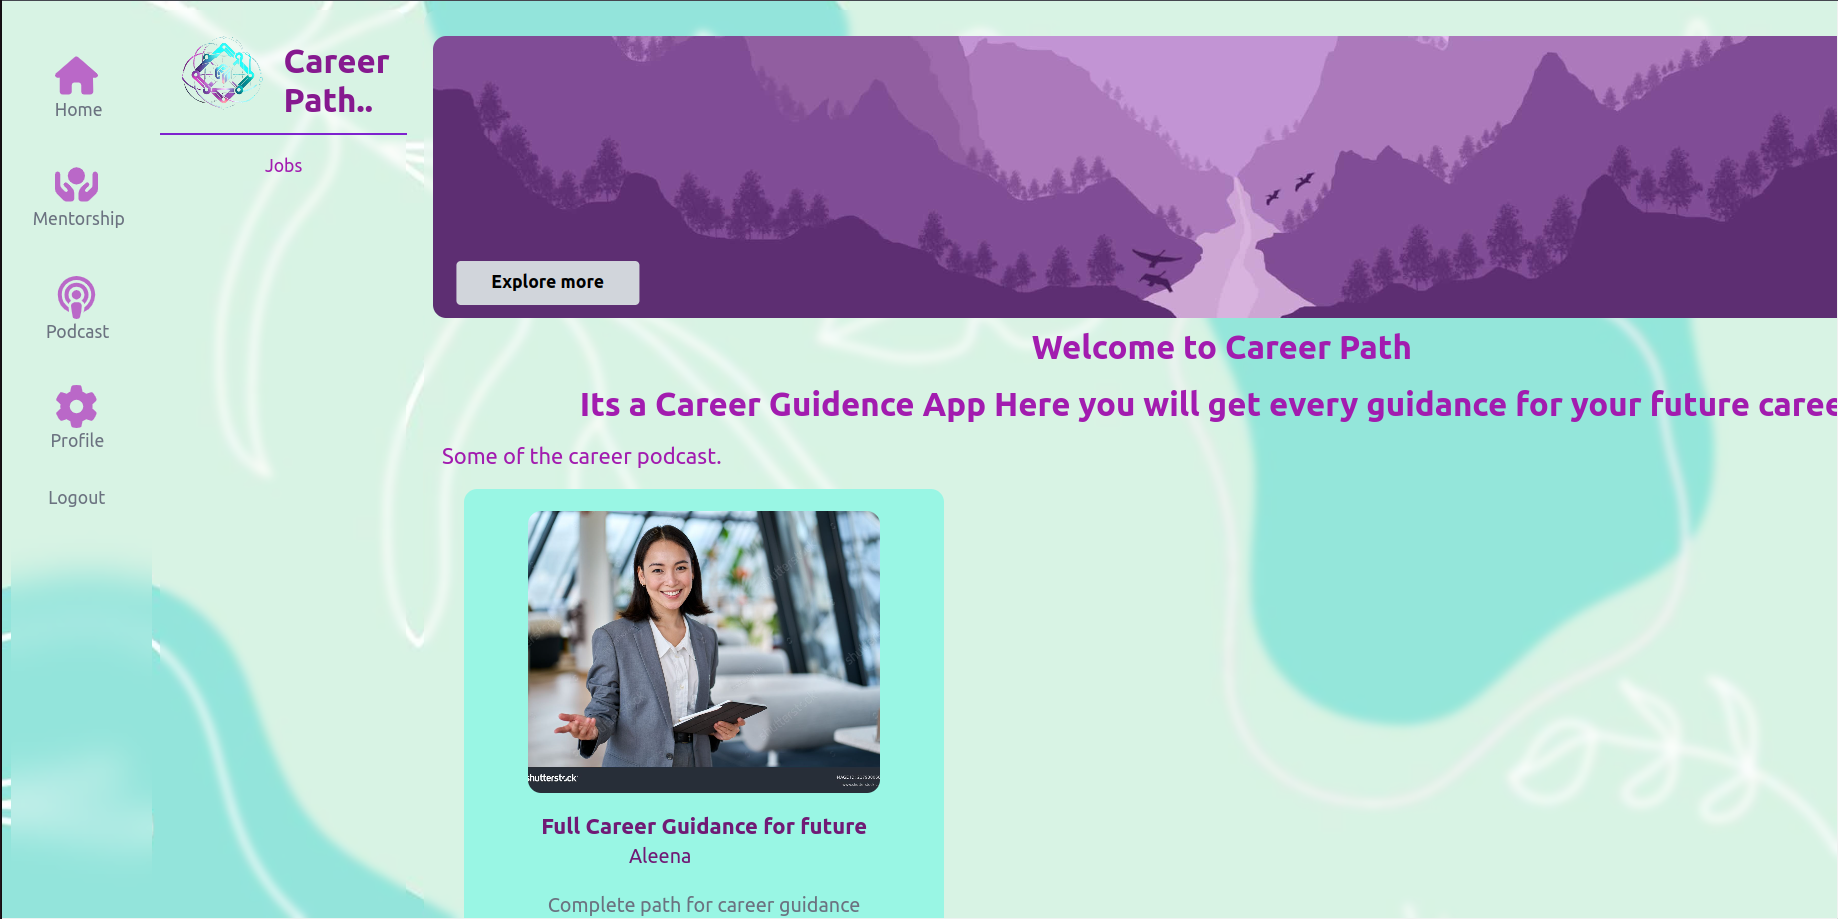 Home
Mentorship
Podcast
Profile
Logout
Career
Path..
Jobs
Explore more
Welcome to Career Path
Its a Career Guidence App Here you will get every guidance for your future caree
Some of the career podcast.
shutterstock
Full Career Guidance for future
Aleena
Complete path for career guidance